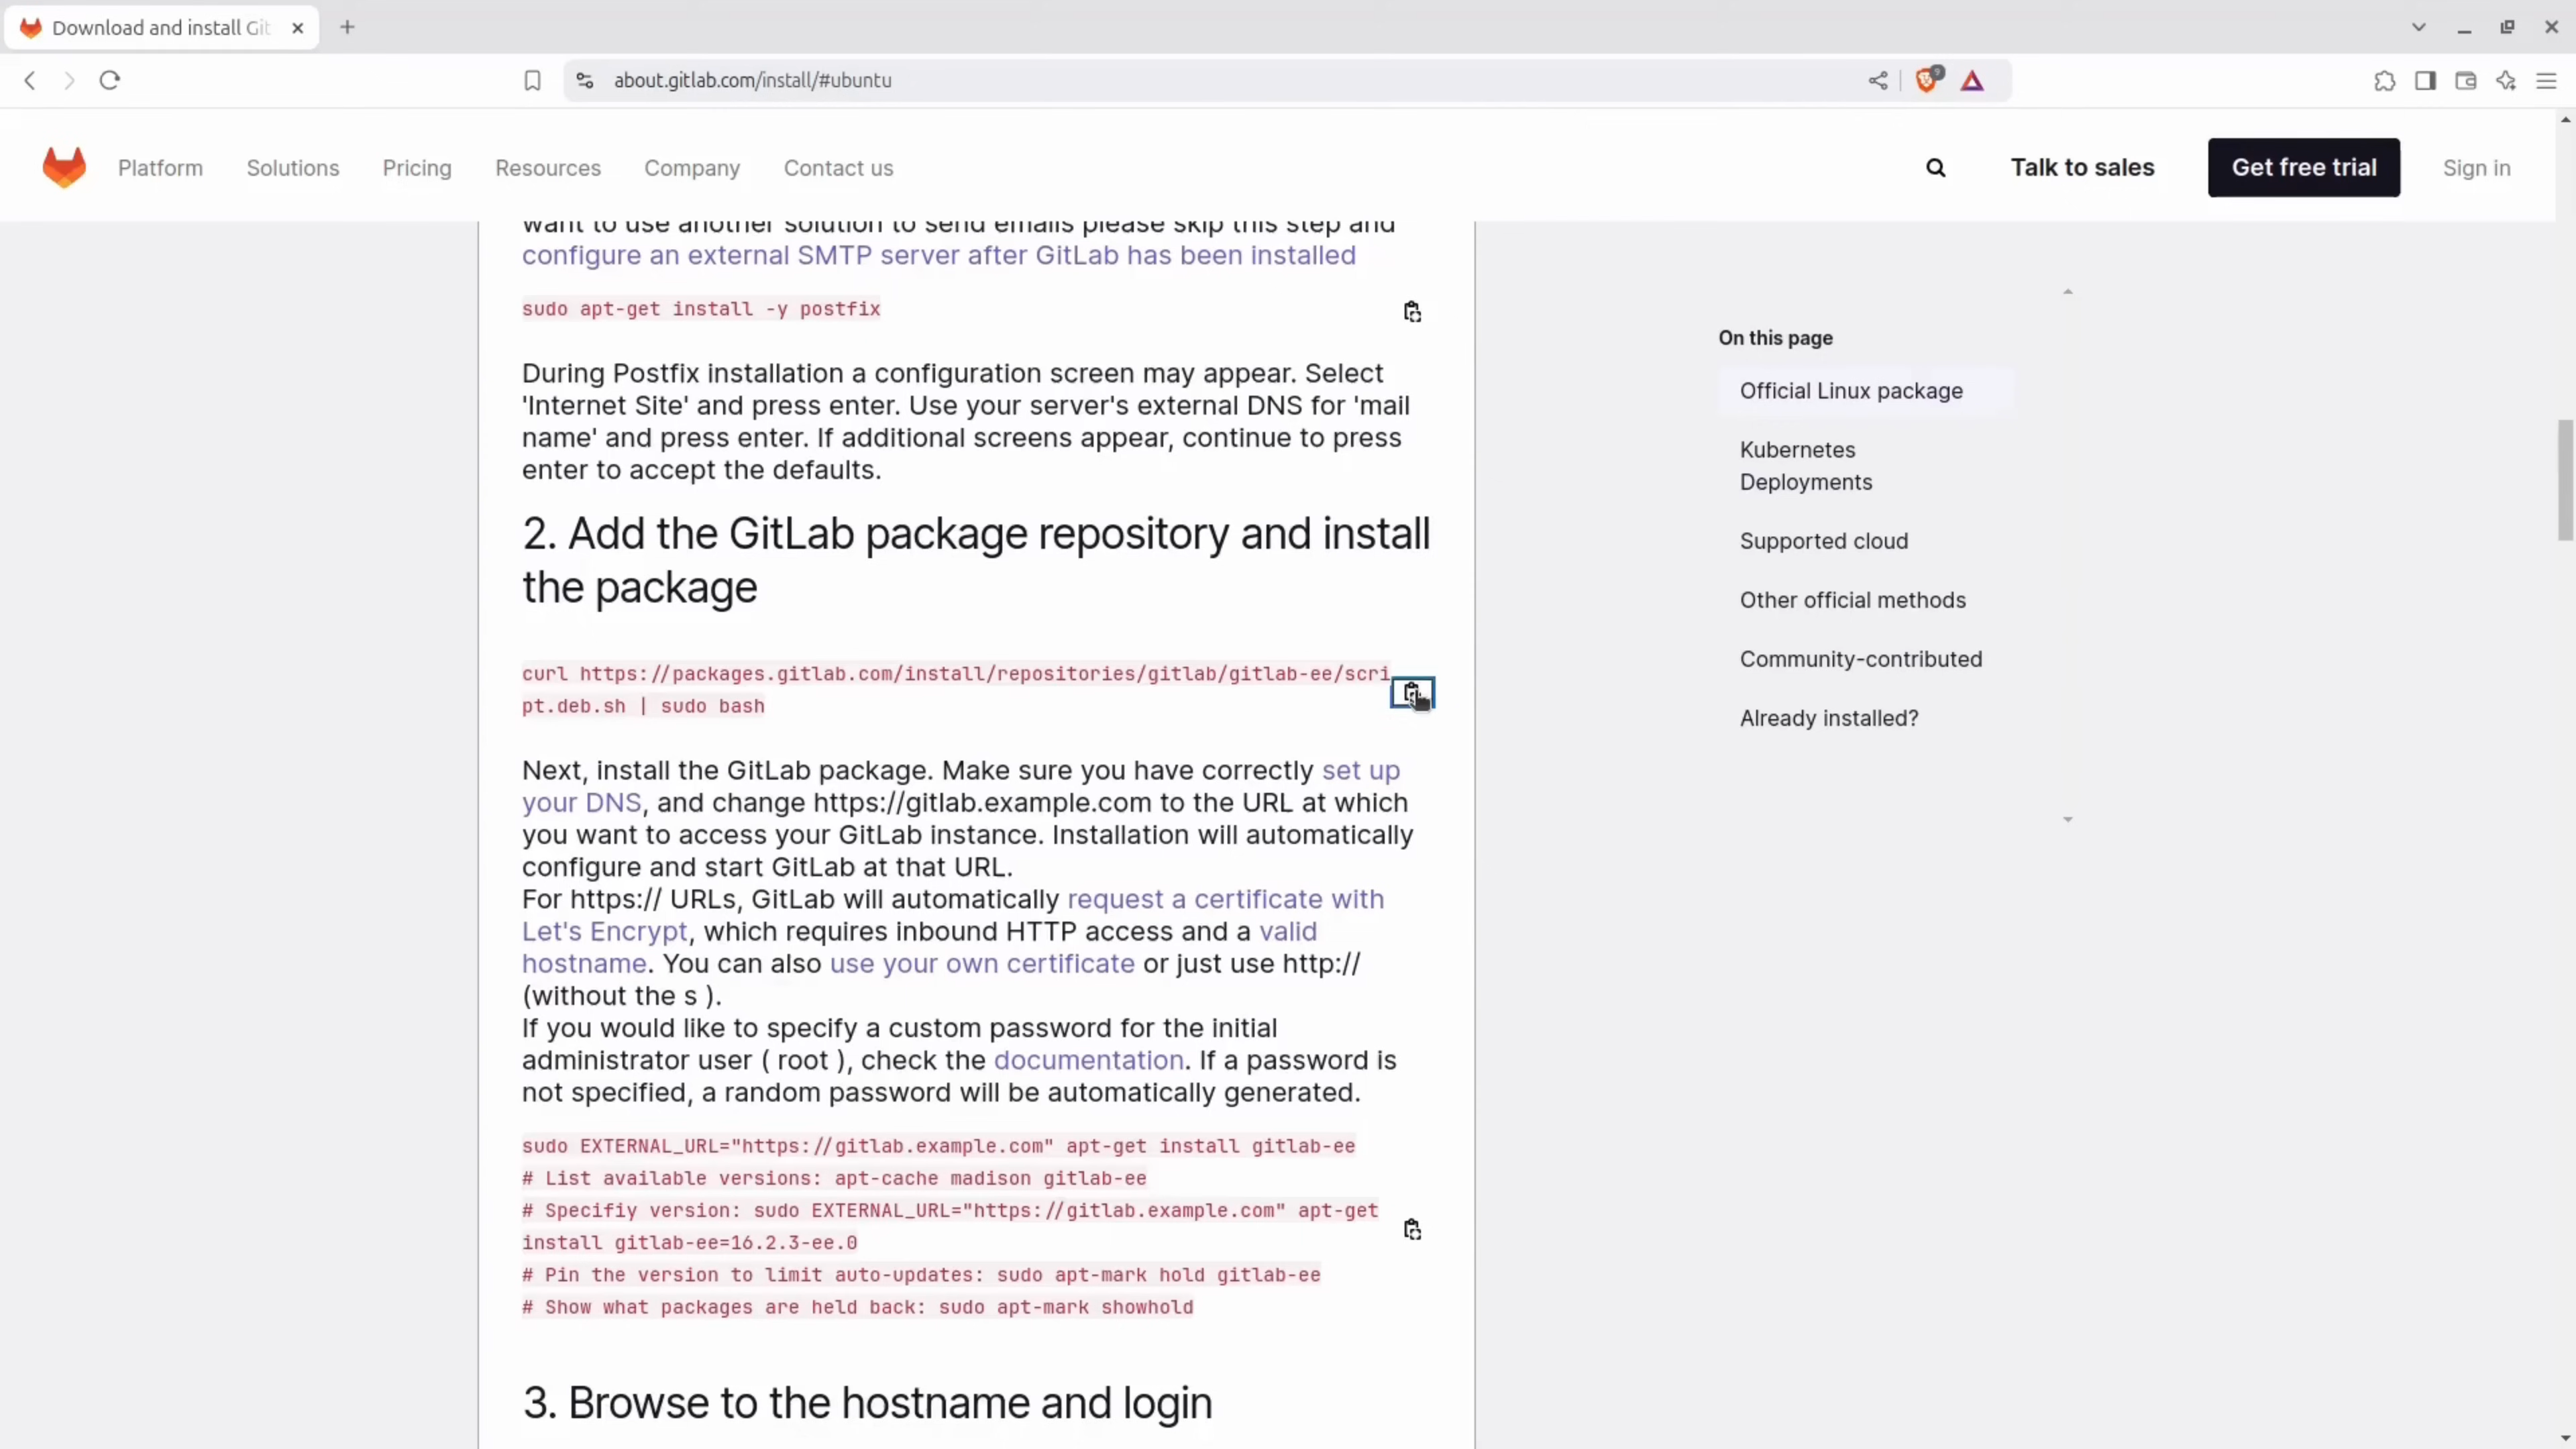 Download and install Git
about.gitlab.com/install/#ubuntu
9
Platform
Solutions
Pricing
Resources
Company
Contact us
Talk to sales
Get free trial
Sign in
want to use another solution to send emails please skip this step and
configure an external SMTP server after GitLab has been installed
sudo apt-get install -y postfix
During Postfix installation a configuration screen may appear. Select
'Internet Site' and press enter. Use your server's external DNS for 'mail
name' and press enter. If additional screens appear, continue to press
enter to accept the defaults.
2. Add the GitLab package repository and install
the package
curl https://packages.gitlab.com/install/repositories/gitlab/gitlab-ee/scri
pt.deb.sh | sudo bash
Next, install the GitLab package. Make sure you have correctly set up
your DNS, and change https://gitlab.example.com to the URL at which
you want to access your GitLab instance. Installation will automatically
configure and start GitLab at that URL.
For https:// URLs, GitLab will automatically request a certificate with
Let's Encrypt, which requires inbound HTTP access and a valid
hostname. You can also use your own certificate or just use http://
(without the s ).
If you would like to specify a custom password for the initial
administrator user ( root ), check the documentation. If a password is
not specified, a random password will be automatically generated.
sudo EXTERNAL_URL="https://gitlab.example.com" apt-get install gitlab-ee
# List available versions: apt-cache madison gitlab-ee
# Specifiy version: sudo EXTERNAL_URL="https://gitlab.example.com" apt-get
install gitlab-ee=16.2.3-ee.0
# Pin the version to limit auto-updates: sudo apt-mark hold gitlab-ee
# Show what packages are held back: sudo apt-mark showhold
3. Browse to the hostname and login
On this page
Official Linux package
Kubernetes
Deployments
Supported cloud
Other official methods
Community-contributed
Already installed?